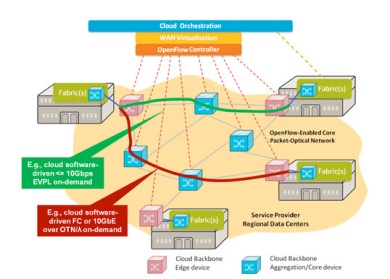 Cloud Orchestration
WAN Virtualization
OpenFlow Controller
Fabric(s)
Fabric(s)
OpenFlow-Enabled Core
Packet-Optical Network
E.g., cloud software-
driven <= 10Gbps
EVPL on-demand
Fabric(s)
E.g., cloud software-
driven FC or 10GbE
over OTN/λ on-demand
Fabric(s)
Service Provider
Regional Data Centers
Cloud Backbone
Edge device
Cloud Backbone
Aggregation/Core device